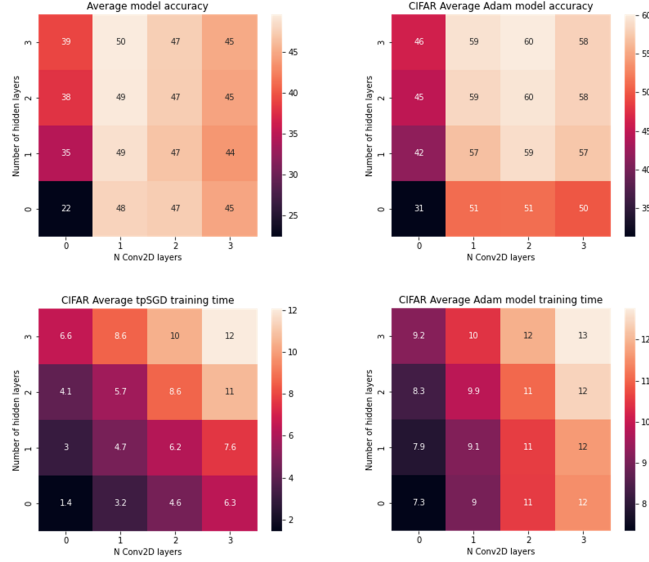 Average model accuracy
Number of hidden layers
3 39 50 47 45
2 38 49 47 45
1 35 49 47 44
0 22 48 47 45
0 1 2 3
N Conv2D layers
45
40
35
30
25
CIFAR Average Adam model accuracy
Number of hidden layers
3 46 59 60 58
2 45 59 60 58
1 42 57 59 57
0 31 51 51 50
0 1 2 3
N Conv2D layers
60
55
50
45
40
35
CIFAR Average tpSGD training time
Number of hidden layers
3 6.6 8.6 10 12
2 4.1 5.7 8.6 11
1 3 4.7 6.2 7.6
0 1.4 3.2 4.6 6.3
0 1 2 3
N Conv2D layers
12
10
8
6
4
2
CIFAR Average Adam model training time
Number of hidden layers
3 9.2 10 12 13
2 8.3 9.9 11 12
1 7.9 9.1 11 12
0 7.3 9 11 12
0 1 2 3
N Conv2D layers
12
11
10
9
8